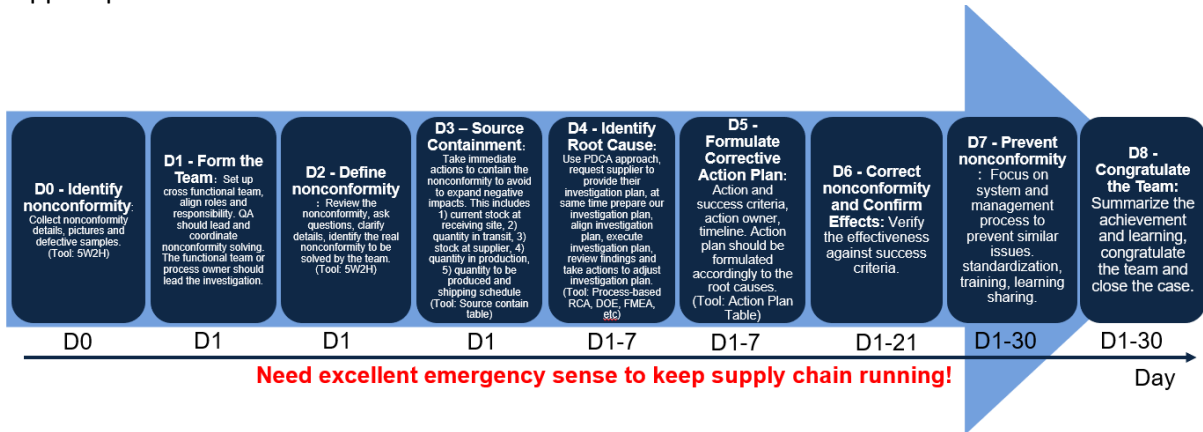 D0 - Identify
nonconformity:
Collect nonconformity
details, pictures and
defective samples.
(Tool: 5W2H)
D1 - Form the
Team: Set up
cross functional team,
align roles and
responsibility. QA
should lead and
coordinate
nonconformity solving.
The functional team or
process owner should
lead the investigation.
D2 - Define
nonconformity
: Review the
nonconformity, ask
questions, clarify
details, identify the real
nonconformity to be
solved by the team.
(Tool: 5W2H)
D3 – Source
Containment:
Take immediate
actions to contain the
nonconformity to avoid
to expand negative
impacts. This includes
1) current stock at
receiving site, 2)
quantity in transit, 3)
stock at supplier, 4)
quantity in production,
5) quantity to be
produced and
shipping schedule
(Tool: Source contain
table)
D4 - Identify
Root Cause:
Use PDCA approach,
request supplier to
provide their
investigation plan, at
same time prepare our
investigation plan,
align investigation plan,
execute
investigation plan,
review findings and
take actions to adjust
investigation plan.
(Tool: Process-based
RCA, DOE, FMEA,
etc)
D5 -
Formulate
Corrective
Action Plan:
Action and
success criteria,
action owner,
timeline. Action
plan should be
formulated
accordingly to the
root causes.
(Tool: Action Plan
Table)
D6 - Correct
nonconformity
and Confirm
Effects: Verify
the effectiveness
against success
criteria.
D7 - Prevent
nonconformity
: Focus on
system and
management
process to
prevent similar
issues.
standardization,
training, learning
sharing.
D8 -
Congratulate
the Team:
Summarize the
achievement
and learning,
congratulate
the team and
close the case.
D0
D1
D1
D1
D1-7
D1-7
D1-21
D1-30
D1-30
Need excellent emergency sense to keep supply chain running!
Day